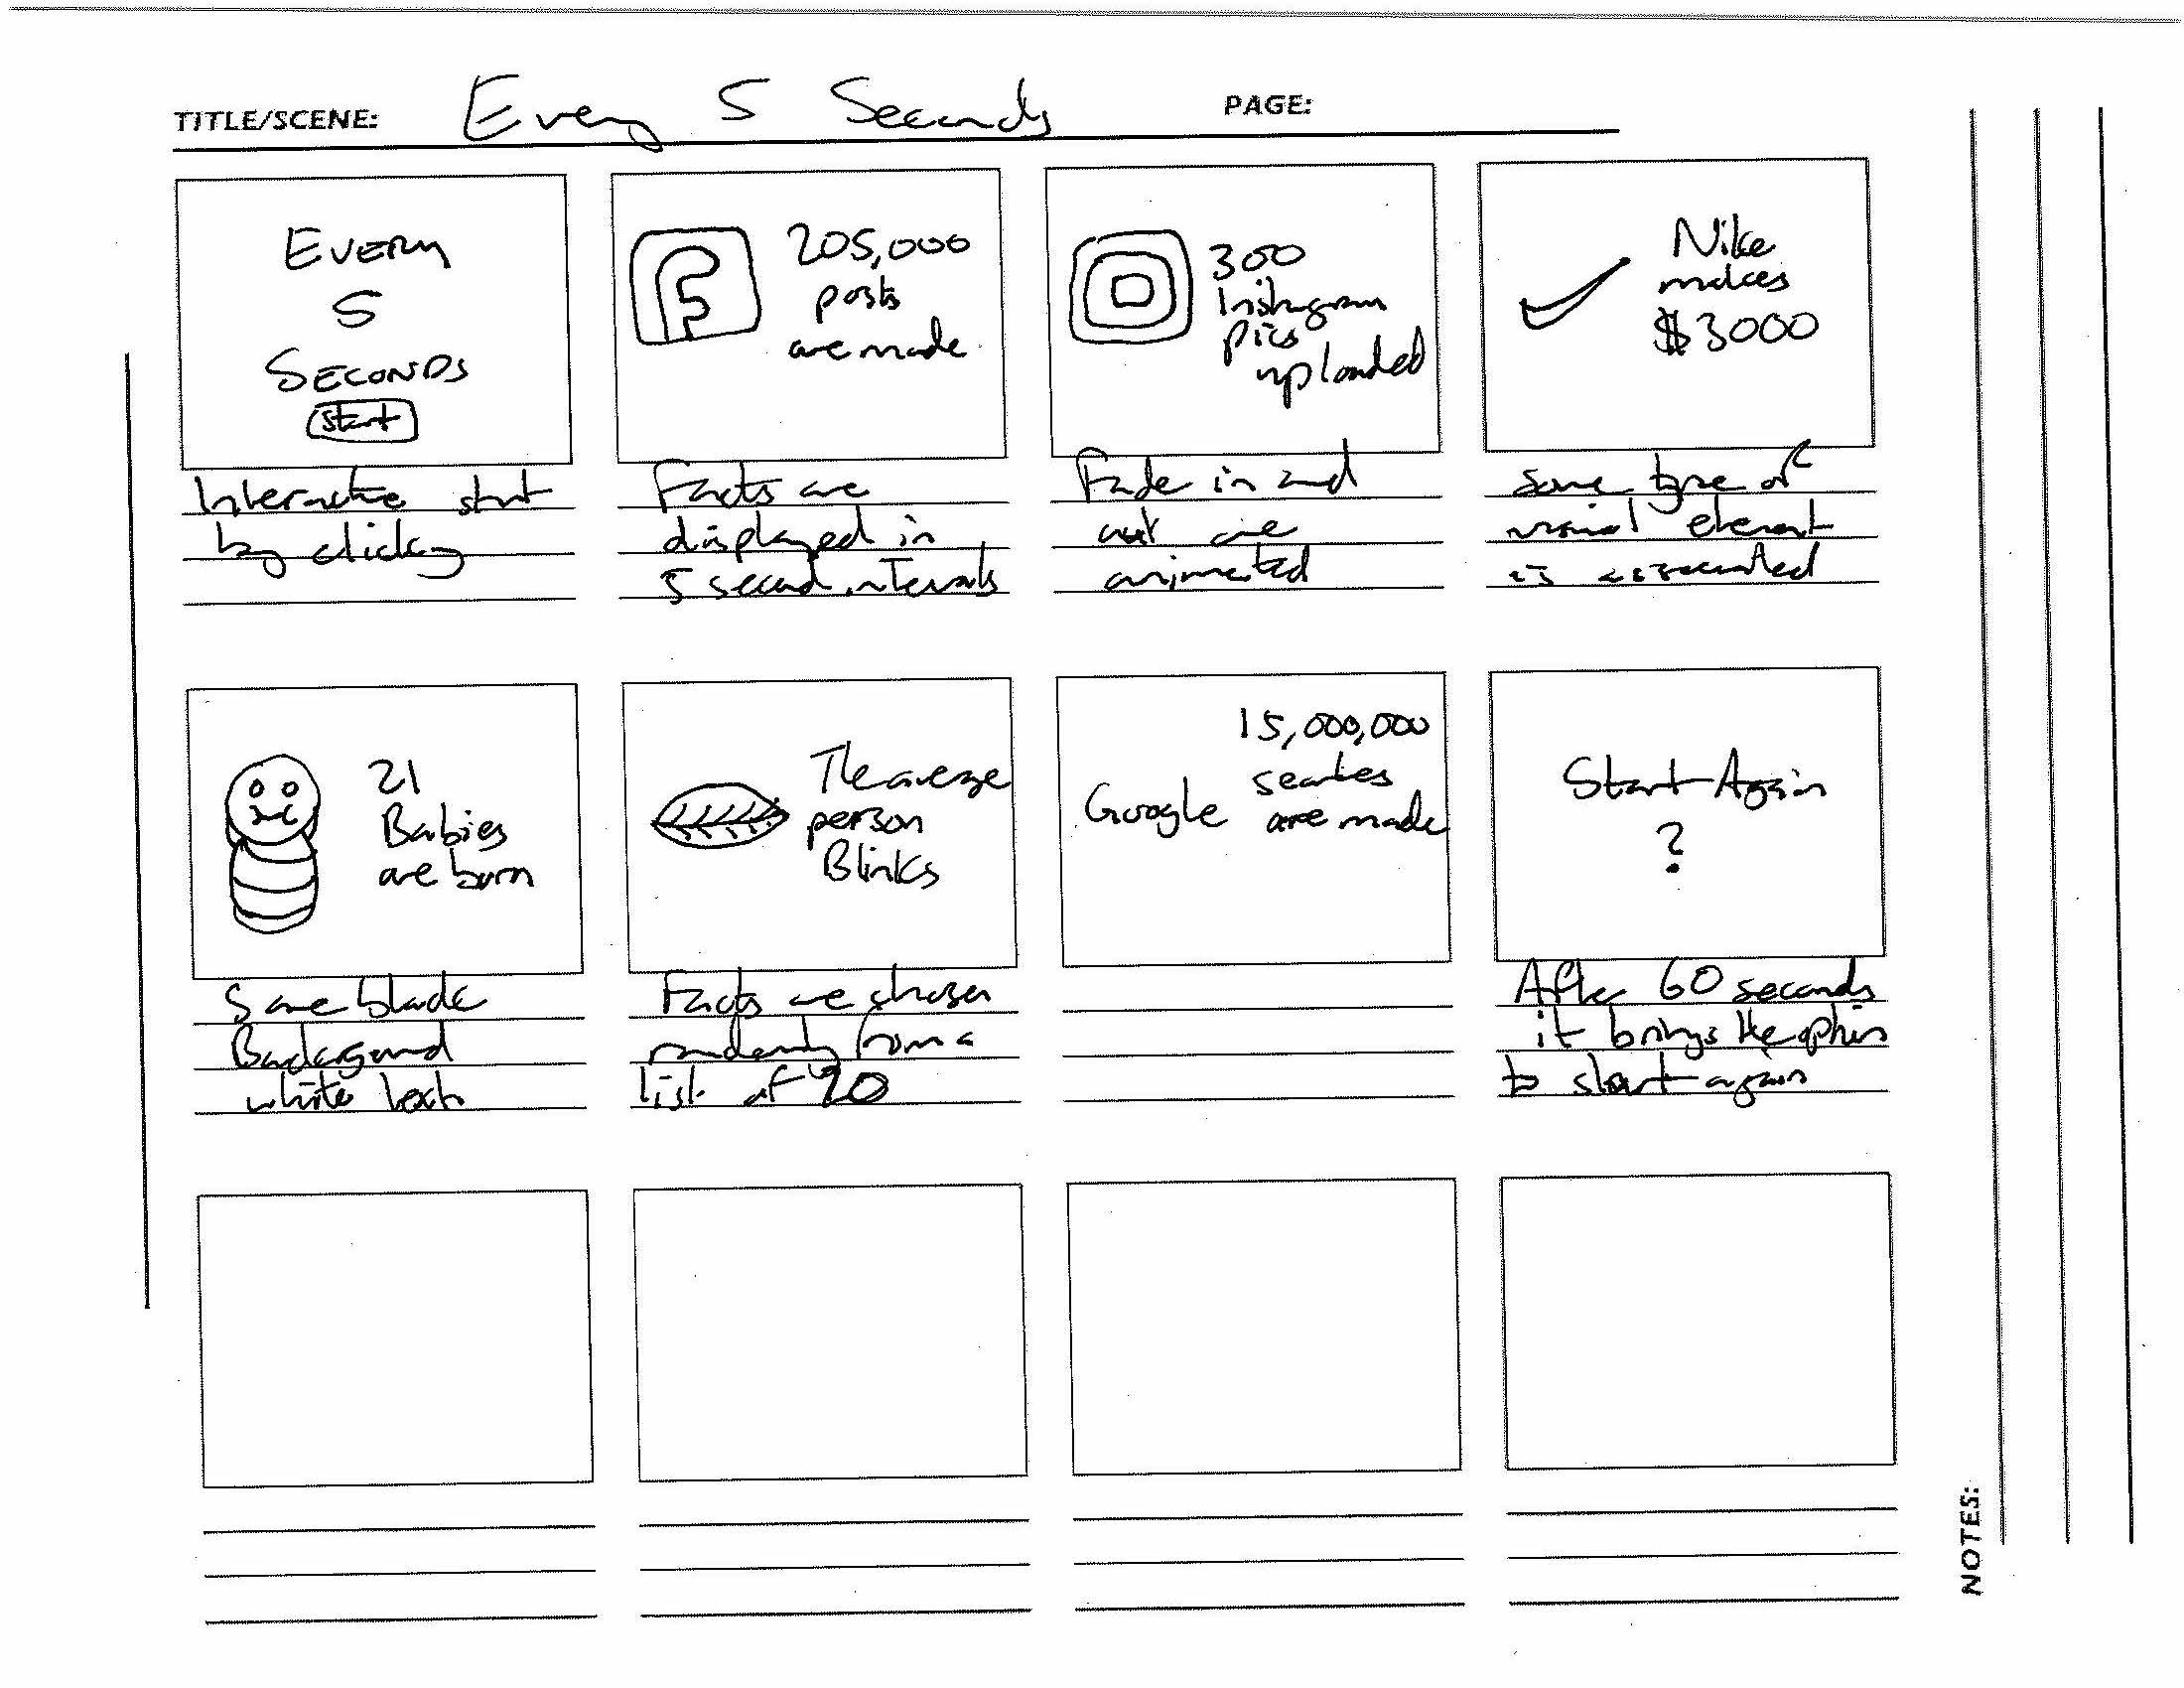 TITLE/SCENE: Every 5 Seconds PAGE:
EVERY
5
SECONDS
start
Interactive start
by clicking
205,000
posts
are made
Facts are
displayed in
5 second intervals
300
Instagram
pics
uploaded
Fade in and
out are
animated
Nike
makes
$3000
Some type of
visual element
is associated
21
Babies
are born
Same black
Background
white text
The average
person
Blinks
Facts are chosen
randomly from a
list of 20
Google
15,000,000
searches
are made
Start Again
?
After 60 seconds
it brings the option
to start again
NOTES: